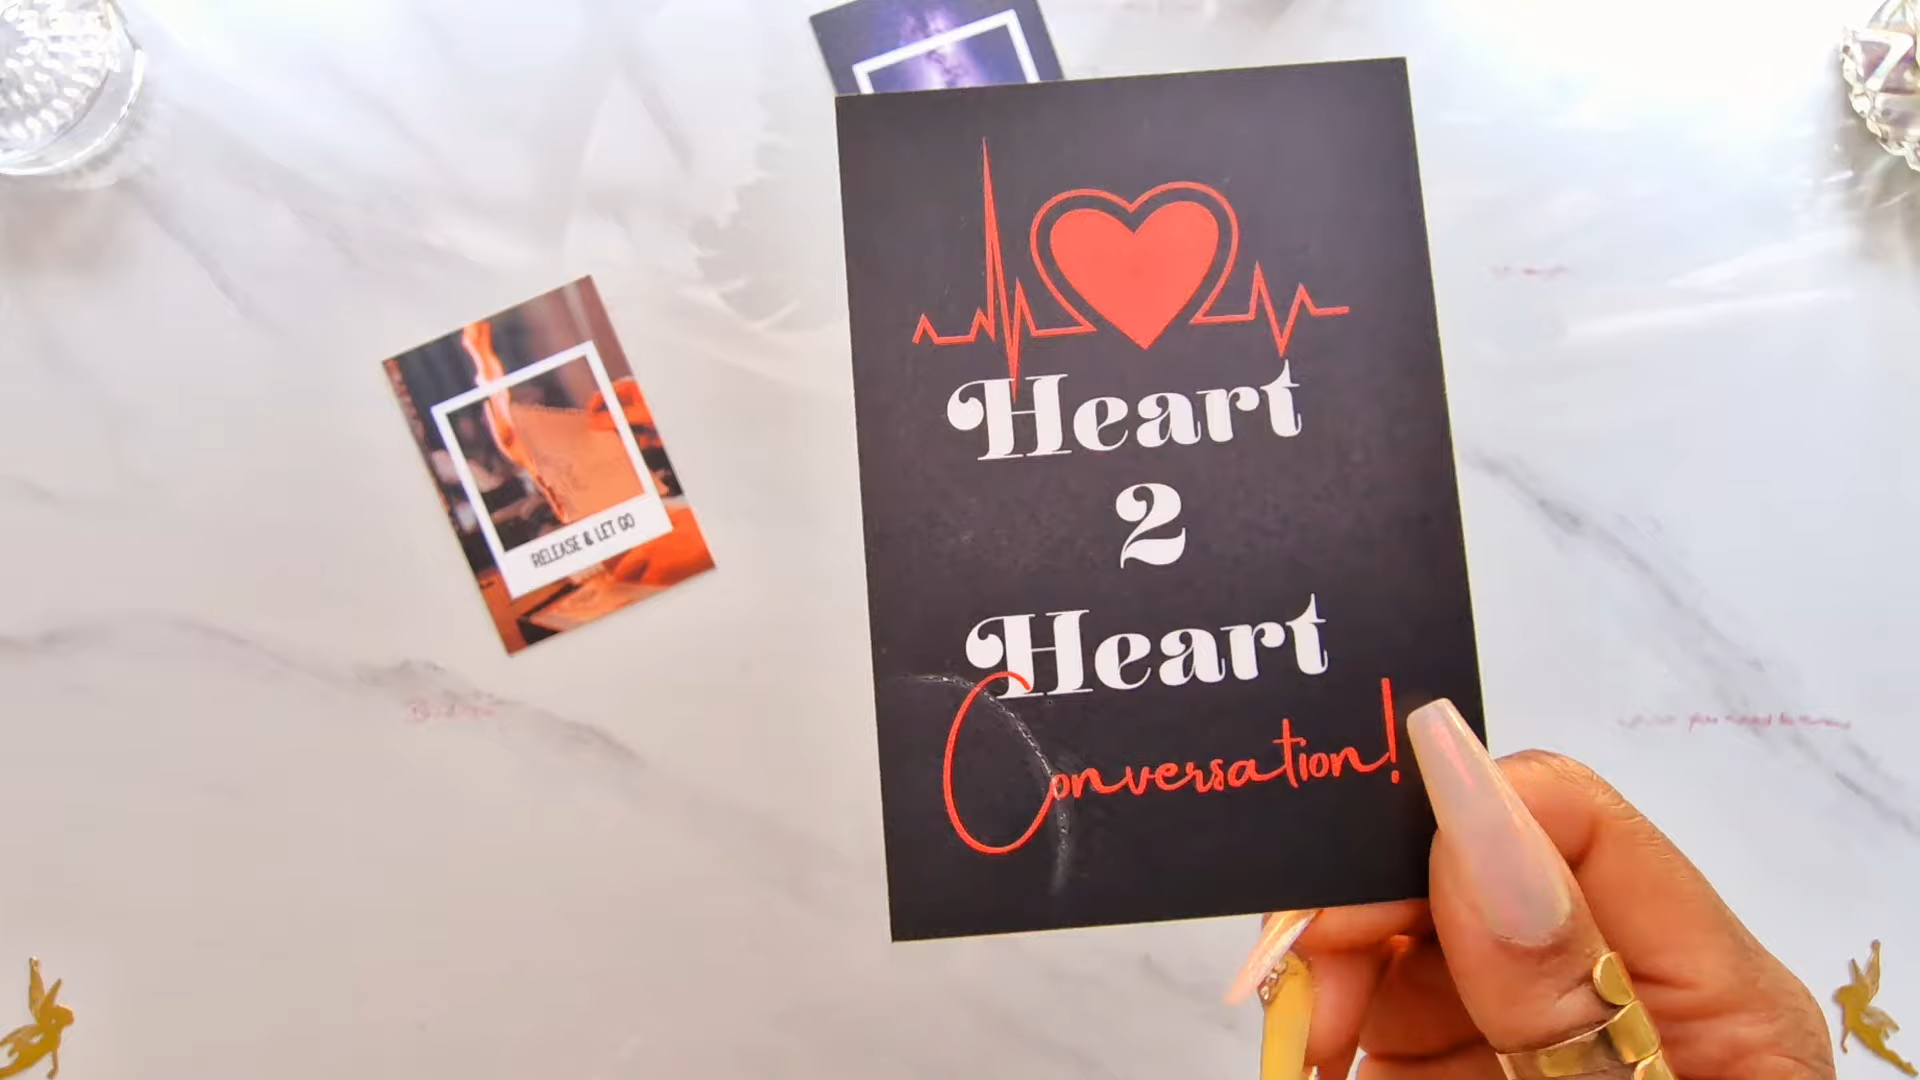 Heart
2
Heart
Conversation!
RELEASE & LET GO